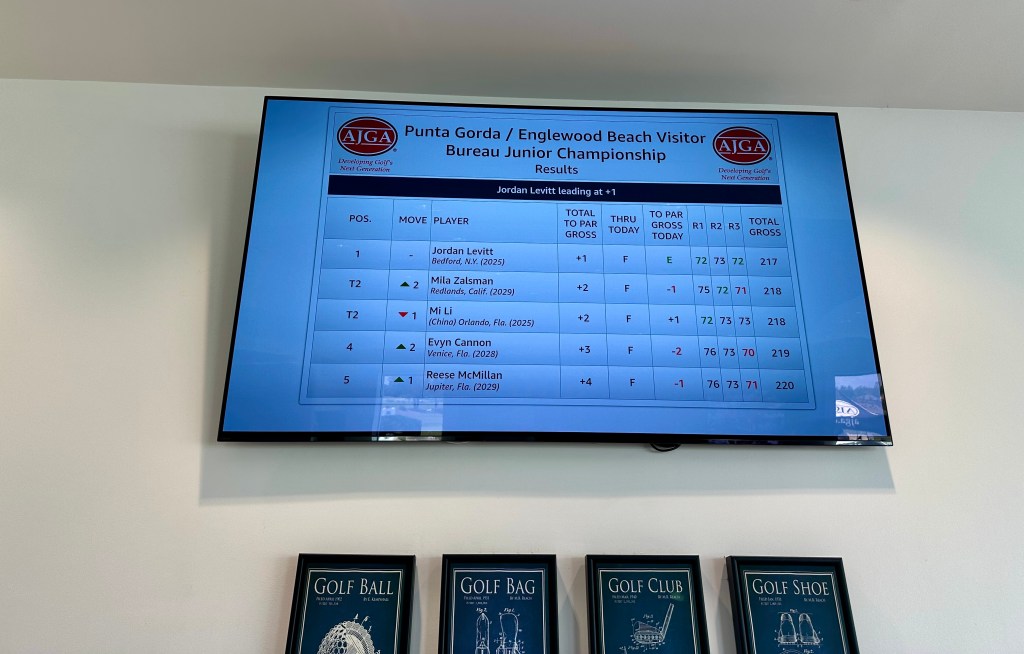 AJGA
Developing Golf's
Next Generation
Punta Gorda / Englewood Beach Visitor
Bureau Junior Championship
Results
AJGA
Developing Golf's
Next Generation
Jordan Levitt leading at +1
POS. MOVE PLAYER TOTAL TO PAR GROSS THRU TODAY TO PAR GROSS TODAY R1 R2 R3 TOTAL GROSS
1 - Jordan Levitt +1 F E 72 73 72 217
Bedford, N.Y. (2025)
T2 2 Mila Zalsman +2 F -1 75 72 71 218
Redlands, Calif. (2029)
T2 1 Mi Li +2 F +1 72 73 73 218
(China) Orlando, Fla. (2025)
4 2 Evyn Cannon +3 F -2 76 73 70 219
Venice, Fla. (2028)
5 1 Reese McMillan +4 F -1 76 73 71 220
Jupiter, Fla. (2029)
GOLF BALL
GOLF BAG
GOLF CLUB
GOLF SHOE